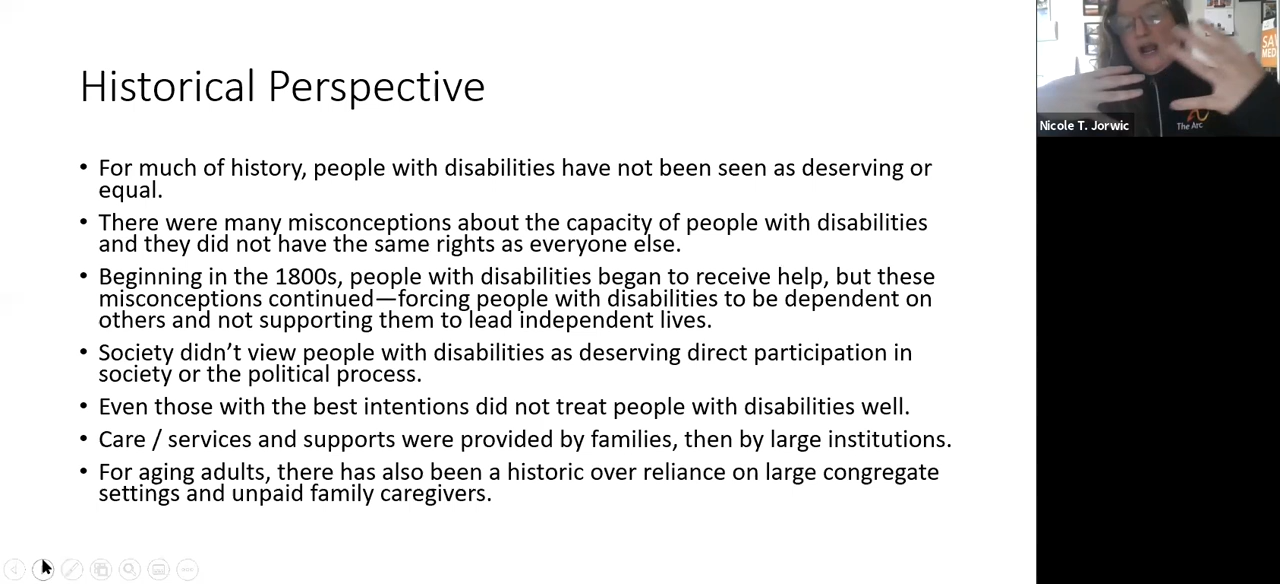 Historical Perspective
• For much of history, people with disabilities have not been seen as deserving or
equal.
• There were many misconceptions about the capacity of people with disabilities
and they did not have the same rights as everyone else.
• Beginning in the 1800s, people with disabilities began to receive help, but these
misconceptions continued—forcing people with disabilities to be dependent on
others and not supporting them to lead independent lives.
• Society didn’t view people with disabilities as deserving direct participation in
society or the political process.
• Even those with the best intentions did not treat people with disabilities well.
• Care / services and supports were provided by families, then by large institutions.
• For aging adults, there has also been a historic over reliance on large congregate
settings and unpaid family caregivers.
Nicole T. Jorwic
The Arc